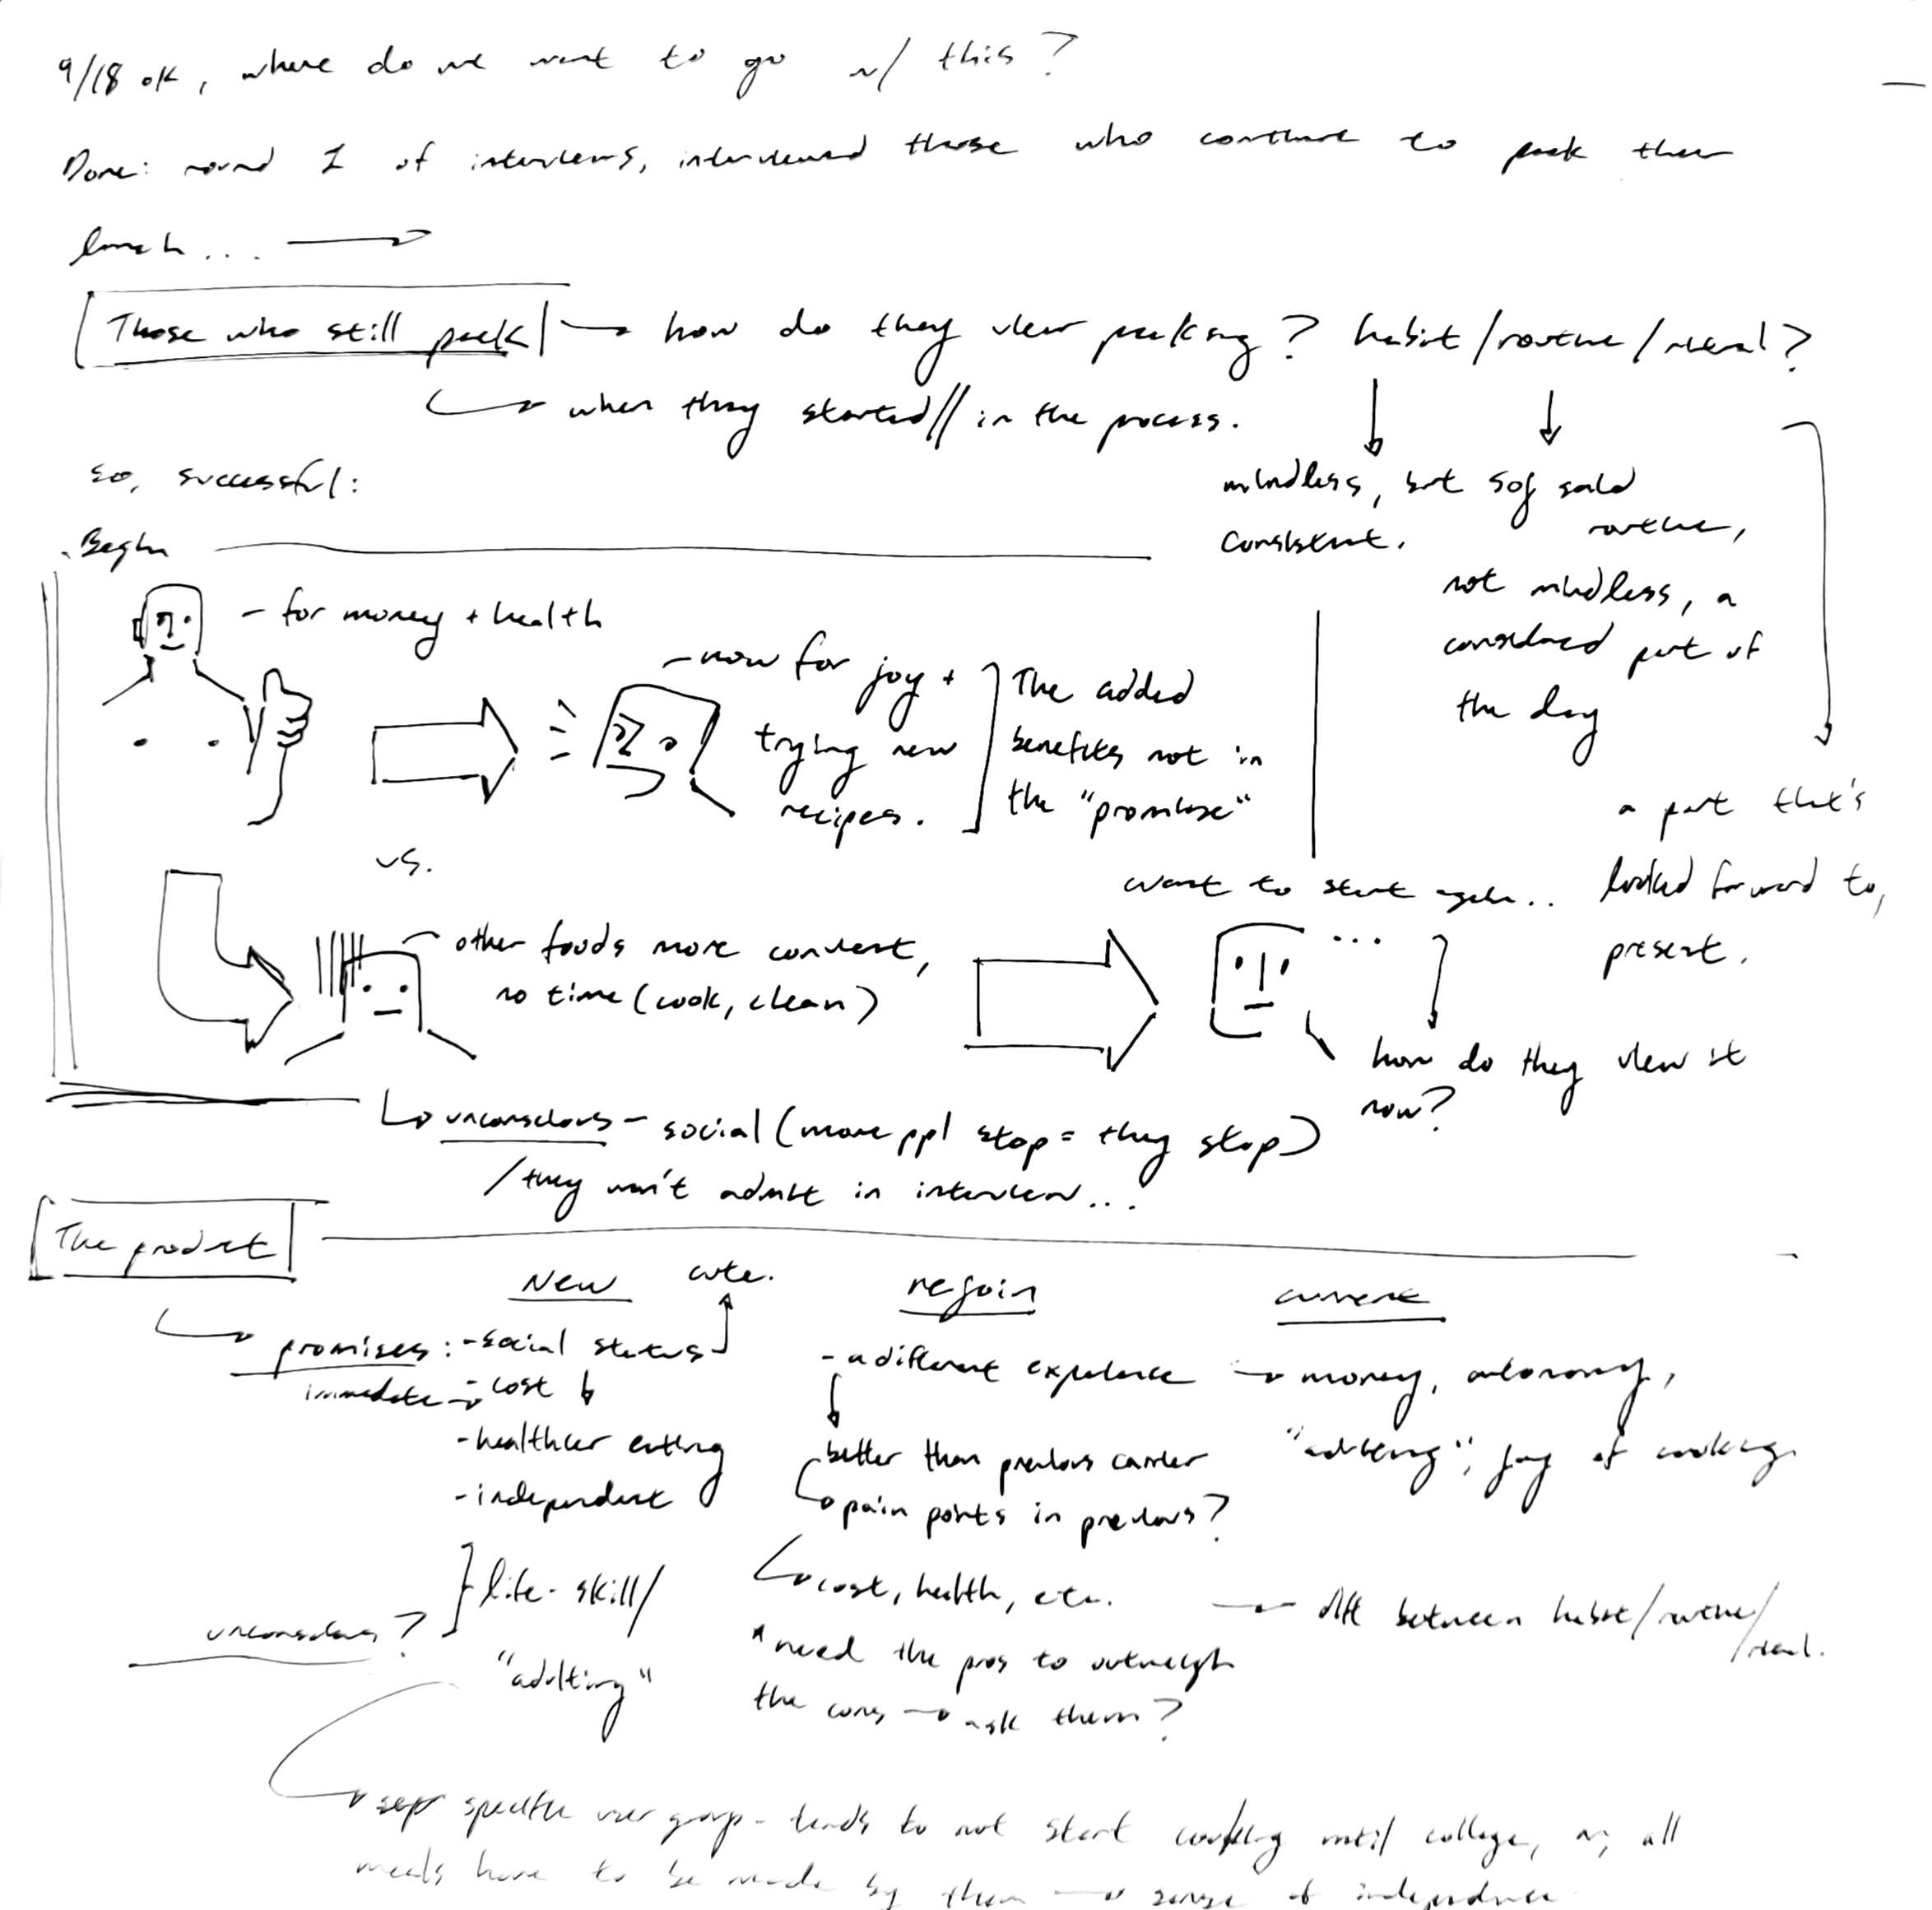 9/18 ok, where do we want to go w/ this?
Done: round 1 of interviews, interviewed those who continue to pack their
lunch... →
Those who still pack → how do they view packing? habit/routine/ritual?
→ when they started // in the process.
mindless, but
consistent.
solid
routine,
not mindless, a
considered part of
the day
a part that's
looked forward to,
present.
so, successful:
Begin
- for money + health
- now for joy +
trying new
recipes.
The added
benefits not in
the "promise"
vs.
other foods more convient,
no time (cook, clean)
want to start again..
...
how do they view it
now?
unconscious - social (more ppl stop = they stop)
/they won't admit in interview...
The product
New
cute.
promises: - social status
immediate → - cost ↓
- healthier eating
- independent
unconscious?
life-skill/
"adulting"
rejoin
- a different experience
better than previous carrier
pain points in previous?
cost, health, etc.
* need the pros to outweigh
the cons → ask them?
current
→ money, autonomy,
"adulting", joy of cooking
→ diff between habit/routine/
/ritual.
specific user group - tends to not start cooking until college, all
meals have to be made by them → sense of independence